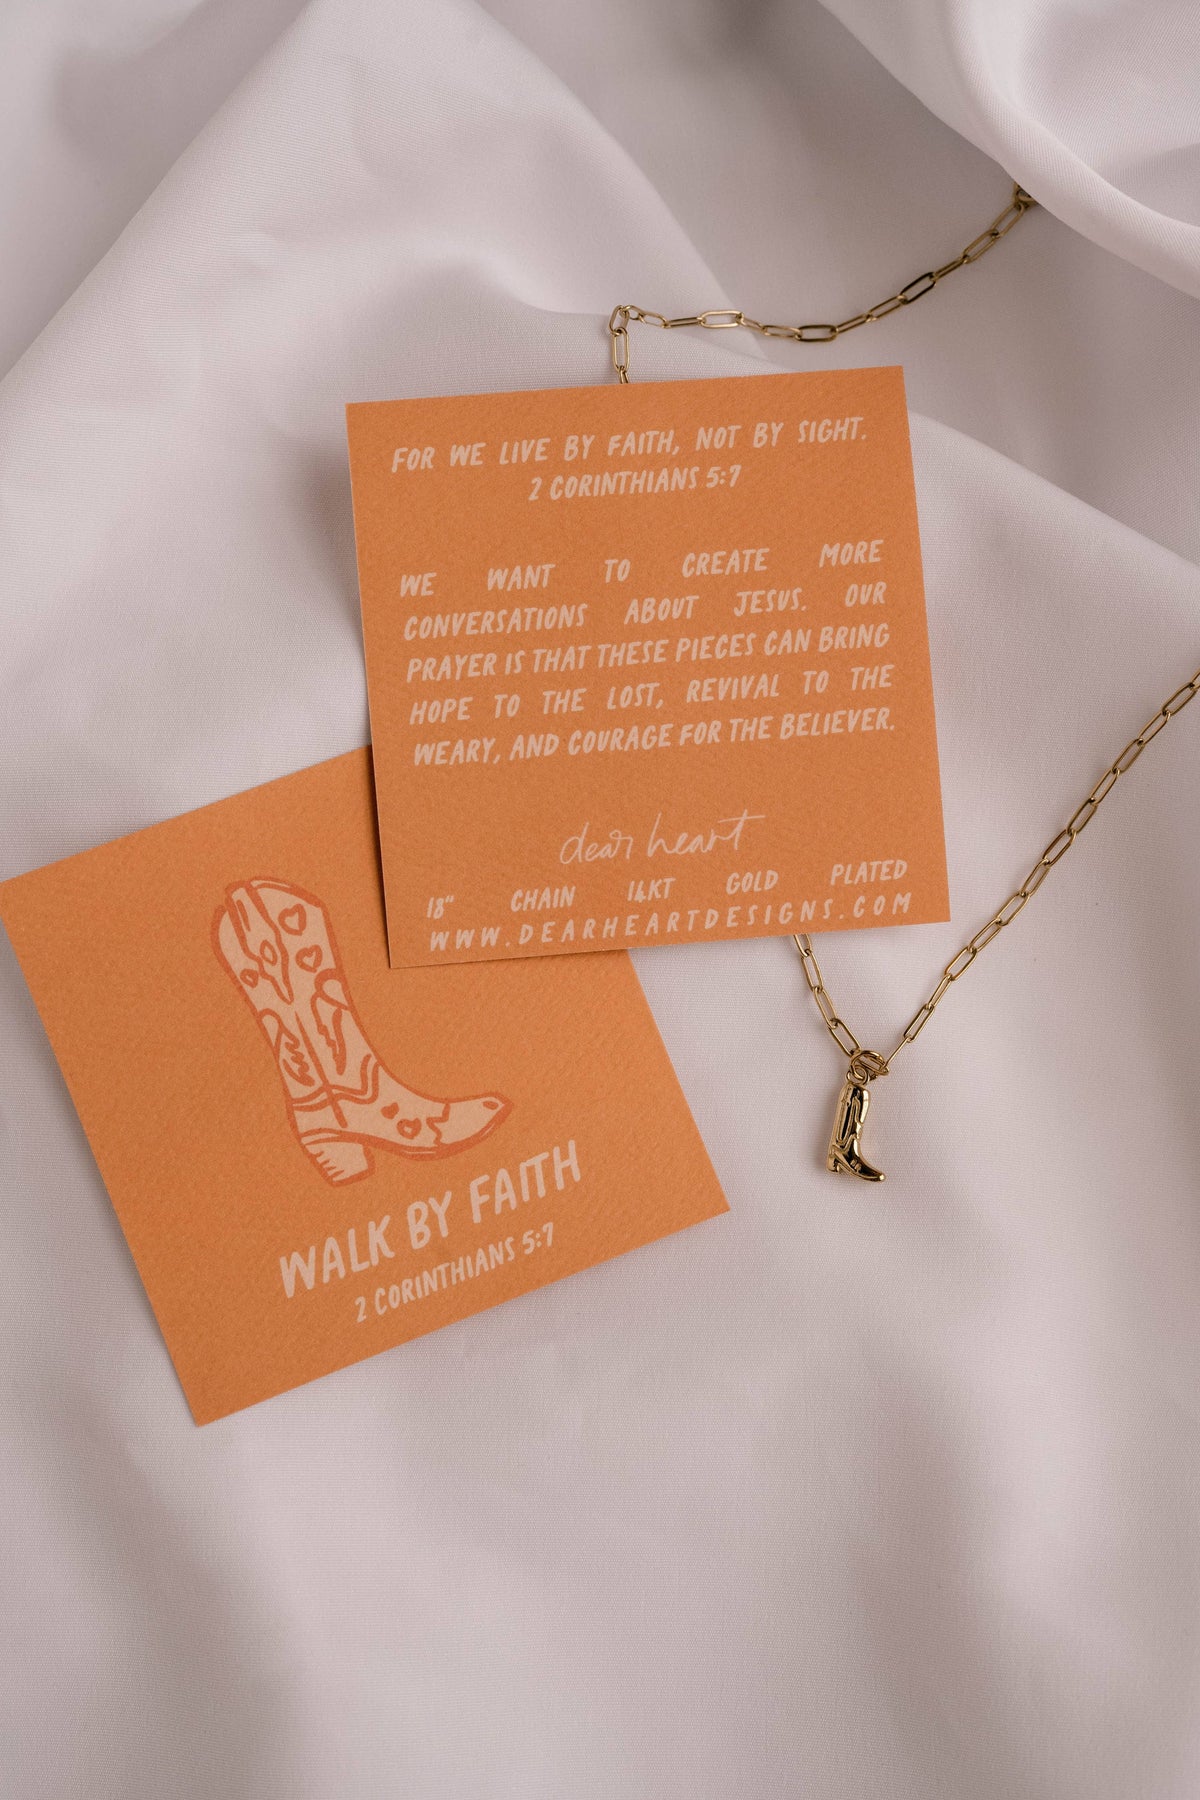 FOR WE LIVE BY FAITH, NOT BY SIGHT.
2 CORINTHIANS 5:7
WE WANT TO CREATE MORE
CONVERSATIONS ABOUT JESUS. OUR
PRAYER IS THAT THESE PIECES CAN BRING
HOPE TO THE LOST, REVIVAL TO THE
WEARY, AND COURAGE FOR THE BELIEVER.
dear heart
18" CHAIN 14KT GOLD PLATED
WWW.DEARHEARTDESIGNS.COM
WALK BY FAITH
2 CORINTHIANS 5:7